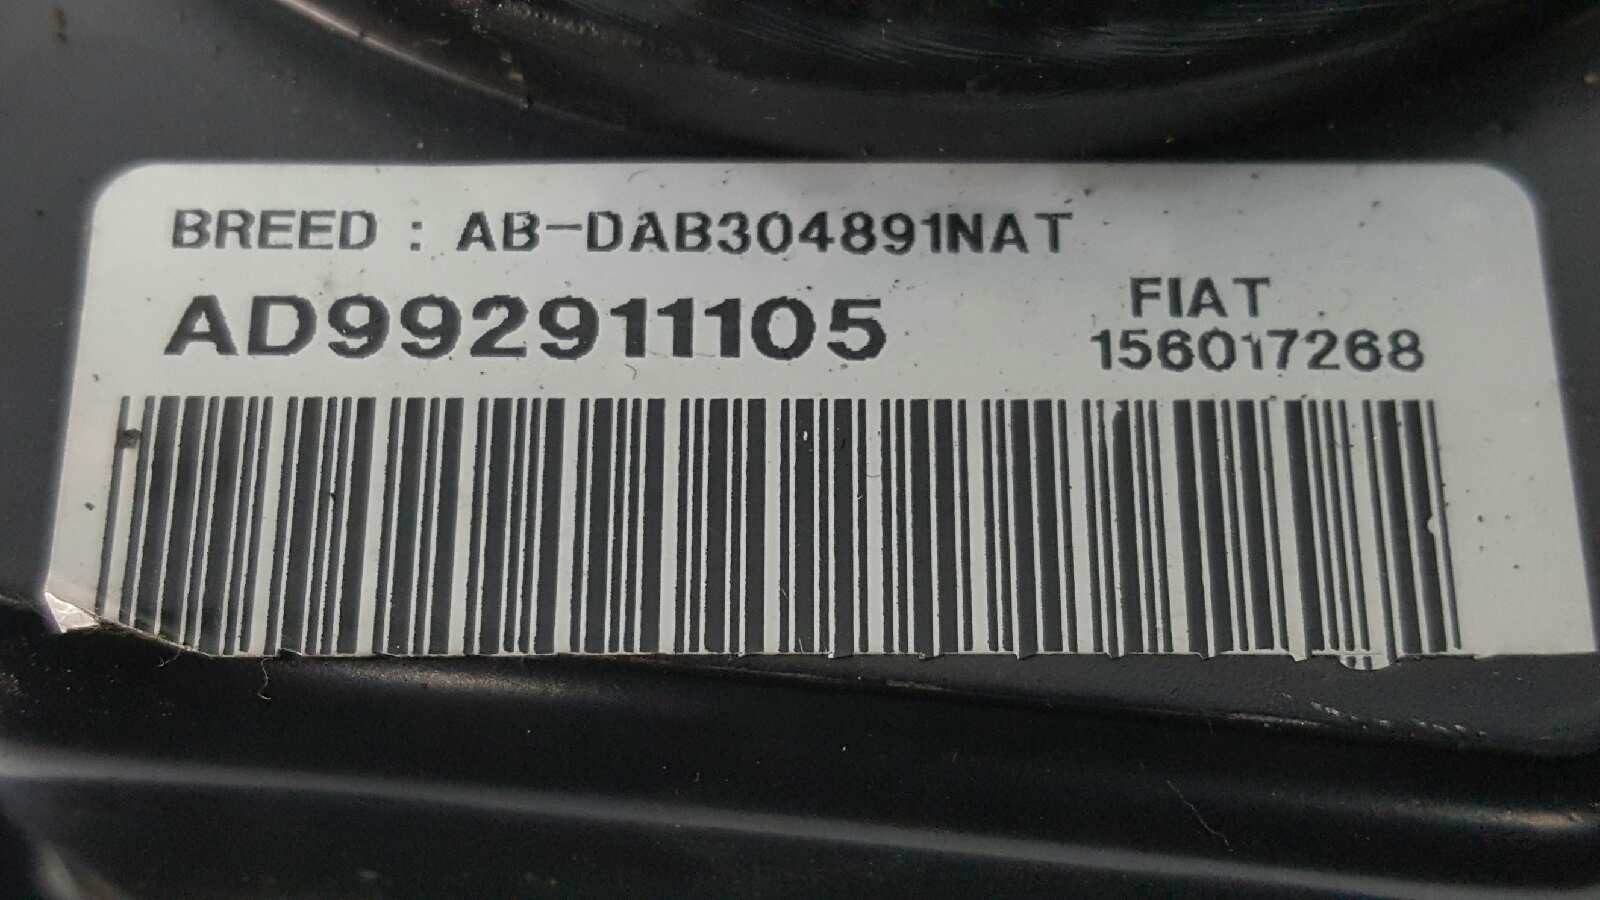 BREED : AB-DAB304891NAT
AD992911105
FIAT
156017268